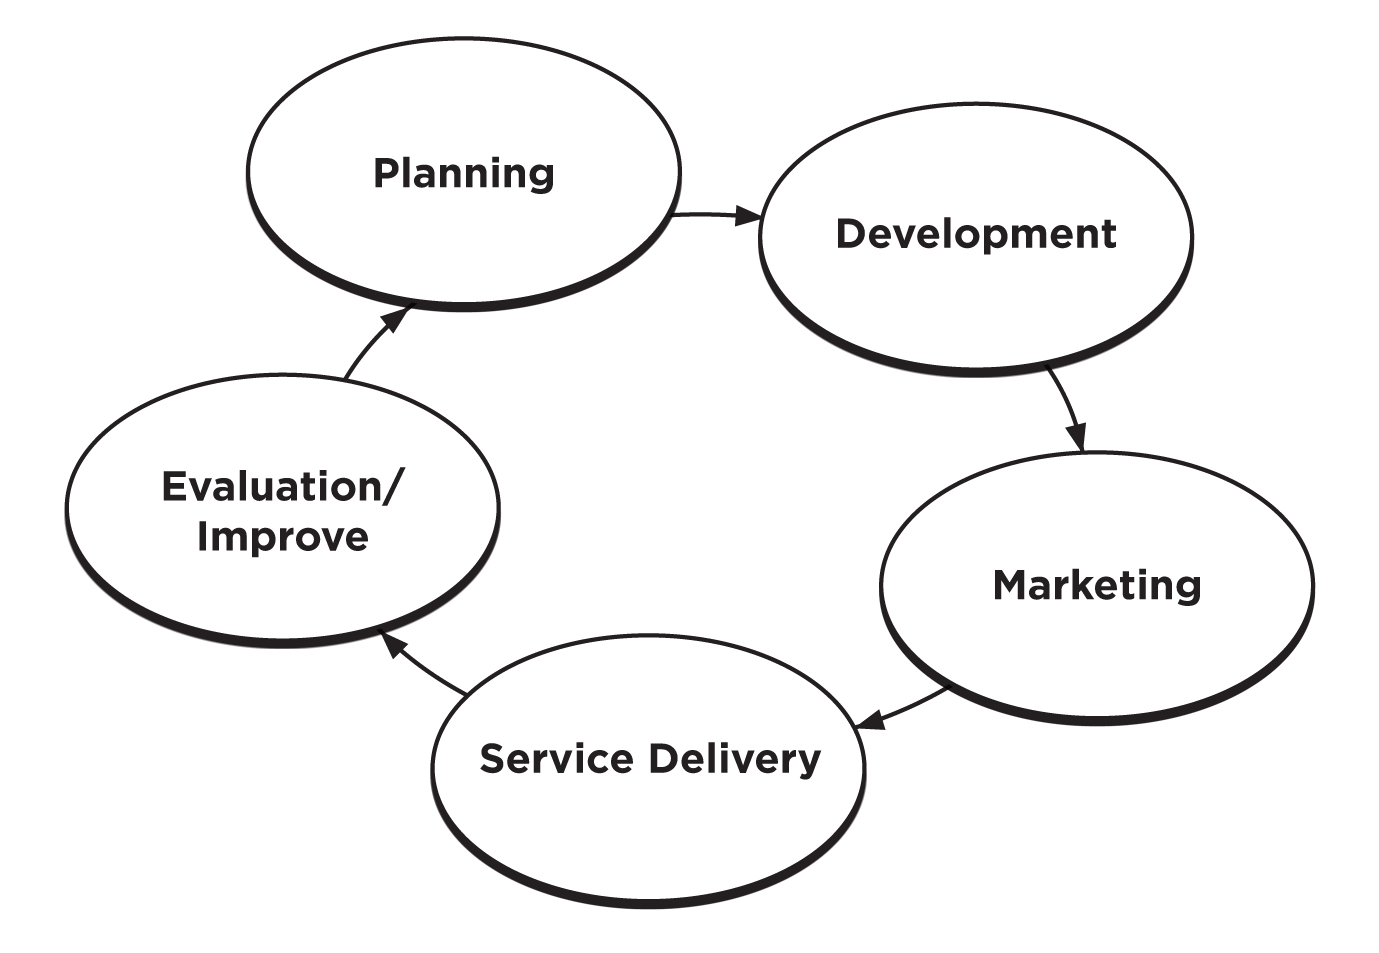 Planning
Development
Marketing
Service Delivery
Evaluation/
Improve